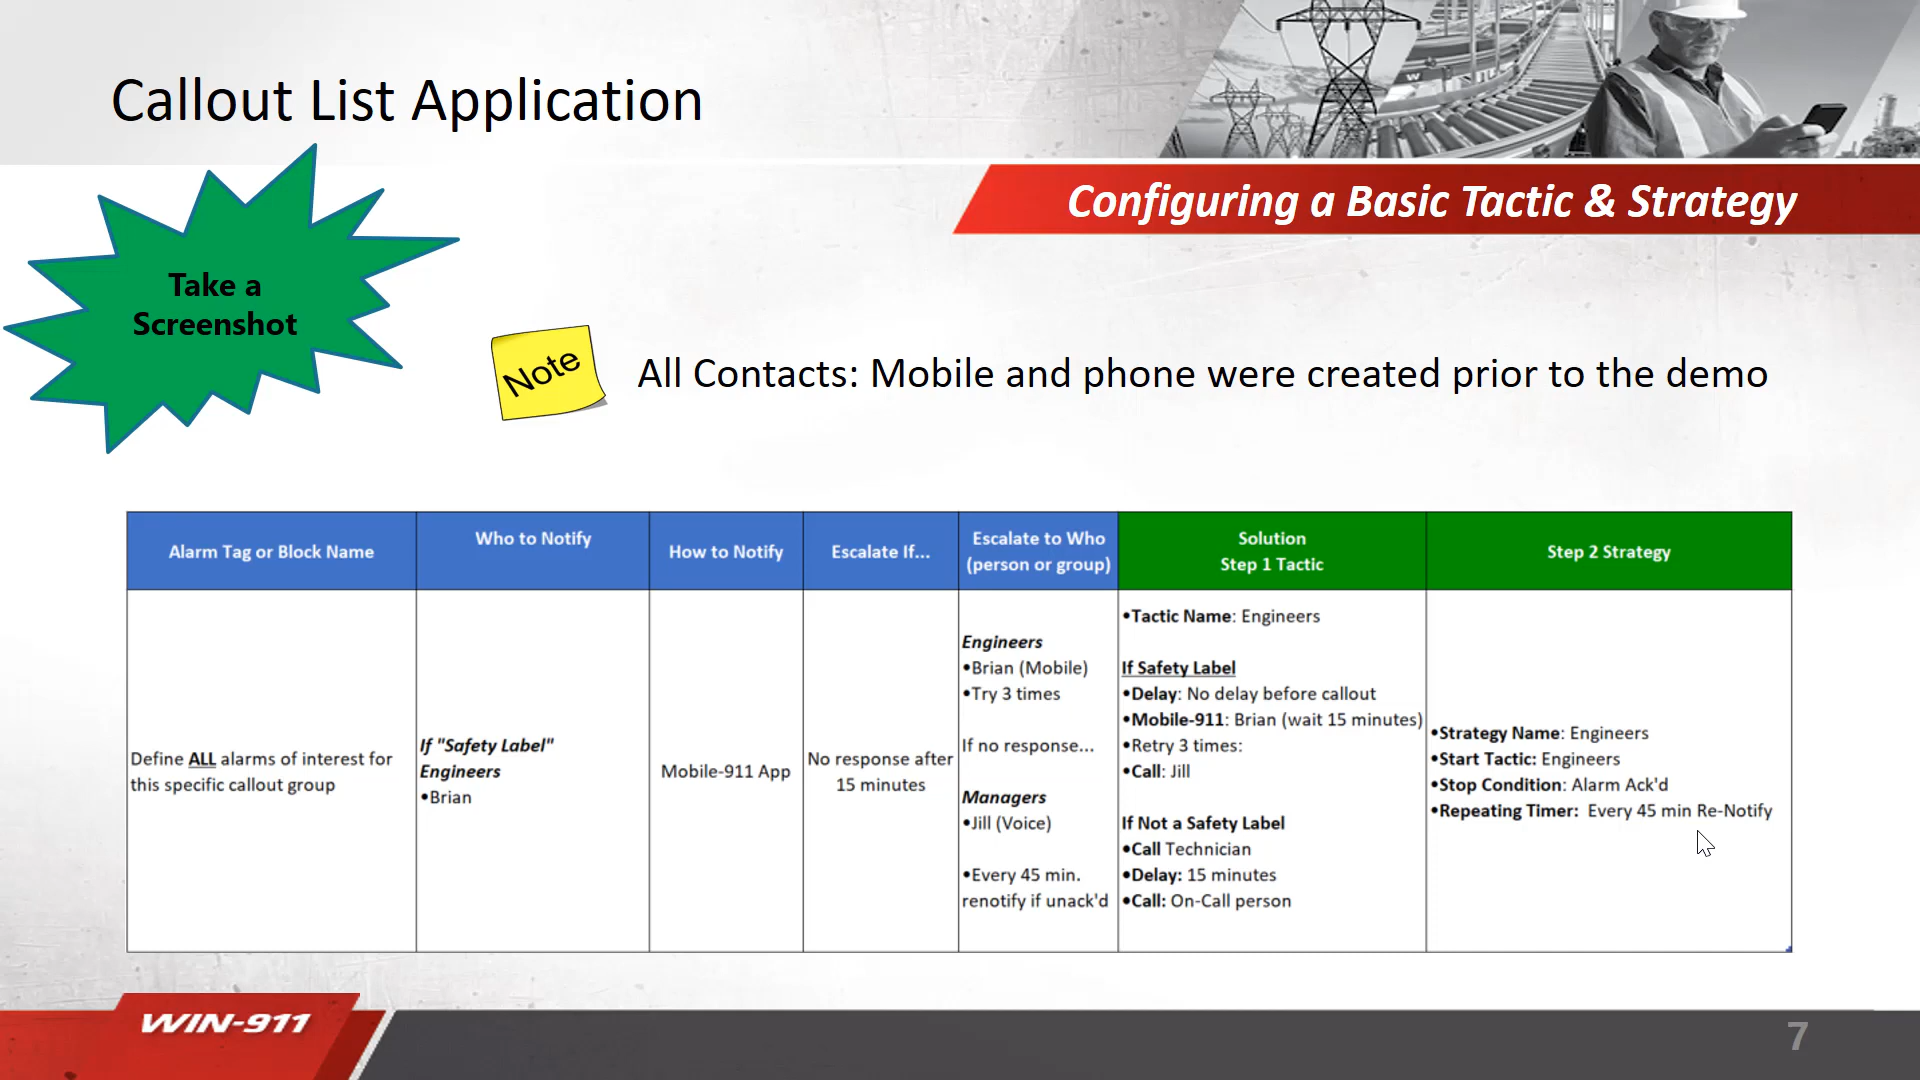 Callout List Application
Configuring a Basic Tactic & Strategy
Take a
Screenshot
Note
All Contacts: Mobile and phone were created prior to the demo
Alarm Tag or Block Name
Who to Notify
How to Notify
Escalate If...
Escalate to Who
(person or group)
Solution
Step 1 Tactic
Step 2 Strategy
Define ALL alarms of interest for
this specific callout group
If "Safety Label"
Engineers
•Brian
Mobile-911 App
No response after
15 minutes
Engineers
•Brian (Mobile)
•Try 3 times
If no response...
Managers
•Jill (Voice)
•Every 45 min.
renotify if unack'd
•Tactic Name: Engineers
If Safety Label
•Delay: No delay before callout
•Mobile-911: Brian (wait 15 minutes)
•Retry 3 times:
•Call: Jill
If Not a Safety Label
•Call Technician
•Delay: 15 minutes
•Call: On-Call person
•Strategy Name: Engineers
•Start Tactic: Engineers
•Stop Condition: Alarm Ack'd
•Repeating Timer: Every 45 min Re-Notify
WIN-911
7